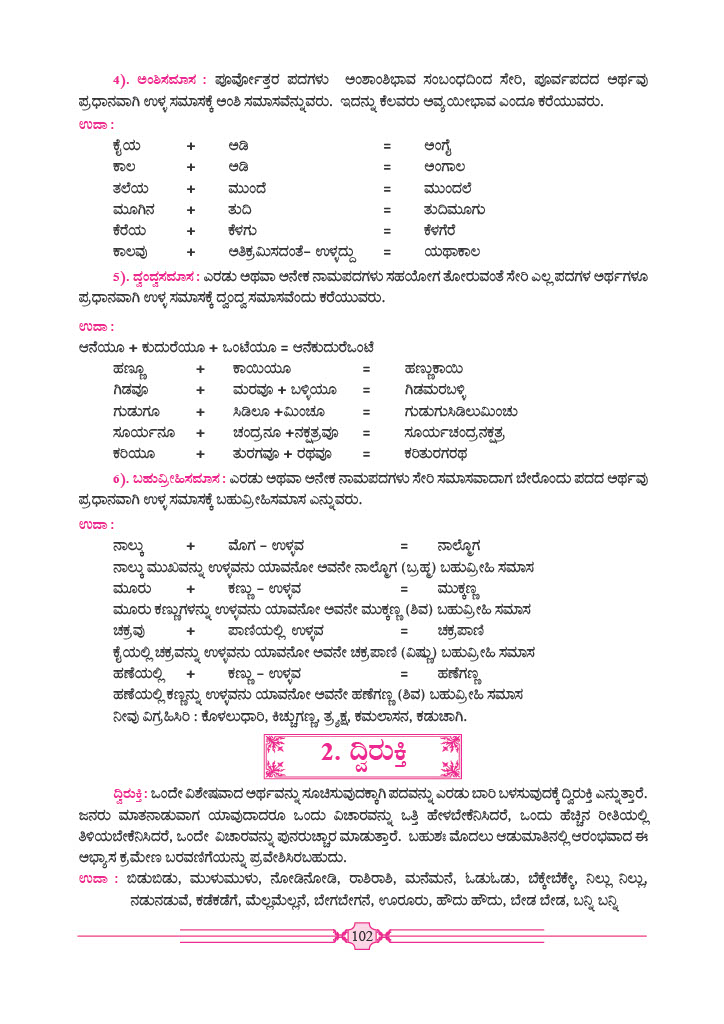 4). ಅಂಶಿಸಮಾಸ : ಪೂರ್ವೋತ್ತರ ಪದಗಳು ಅಂಶಾಂಶಿಭಾವ ಸಂಬಂಧದಿಂದ ಸೇರಿ, ಪೂರ್ವಪದದ ಅರ್ಥವು
ಪ್ರಧಾನವಾಗಿ ಉಳ್ಳ ಸಮಾಸಕ್ಕೆ ಅಂಶಿ ಸಮಾಸವೆನ್ನುವರು. ಇದನ್ನು ಕೆಲವರು ಅವ್ಯಯೀಭಾವ ಎಂದೂ ಕರೆಯುವರು.
ಉದಾ :
ಕೈಯ + ಅಡಿ = ಅಂಗೈ
ಕಾಲ + ಅಡಿ = ಅಂಗಾಲ
ತಲೆಯ + ಮುಂದೆ = ಮುಂದಲೆ
ಮೂಗಿನ + ತುದಿ = ತುದಿಮೂಗು
ಕೆರೆಯ + ಕೆಳಗು = ಕೆಳಗೆರೆ
ಕಾಲವು + ಅತಿಕ್ರಮಿಸದಂತೆ- ಉಳ್ಳದ್ದು = ಯಥಾಕಾಲ
5). ದ್ವಂದ್ವಸಮಾಸ : ಎರಡು ಅಥವಾ ಅನೇಕ ನಾಮಪದಗಳು ಸಹಯೋಗ ತೋರುವಂತೆ ಸೇರಿ ಎಲ್ಲ ಪದಗಳ ಅರ್ಥಗಳೂ
ಪ್ರಧಾನವಾಗಿ ಉಳ್ಳ ಸಮಾಸಕ್ಕೆ ದ್ವಂದ್ವ ಸಮಾಸವೆಂದು ಕರೆಯುವರು.
ಉದಾ :
ಆನೆಯೂ + ಕುದುರೆಯೂ + ಒಂಟೆಯೂ = ಆನೆಕುದುರೆಒಂಟೆ
ಹಣ್ಣೂ + ಕಾಯಿಯೂ = ಹಣ್ಣುಕಾಯಿ
ಗಿಡವೂ + ಮರವೂ + ಬಳ್ಳಿಯೂ = ಗಿಡಮರಬಳ್ಳಿ
ಗುಡುಗೂ + ಸಿಡಿಲೂ +ಮಿಂಚೂ = ಗುಡುಗುಸಿಡಿಲುಮಿಂಚು
ಸೂರ್ಯನೂ + ಚಂದ್ರನೂ +ನಕ್ಷತ್ರವೂ = ಸೂರ್ಯಚಂದ್ರನಕ್ಷತ್ರ
ಕರಿಯೂ + ತುರಗವೂ + ರಥವೂ = ಕರಿತುರಗರಥ
6). ಬಹುವ್ರೀಹಿಸಮಾಸ : ಎರಡು ಅಥವಾ ಅನೇಕ ನಾಮಪದಗಳು ಸೇರಿ ಸಮಾಸವಾದಾಗ ಬೇರೊಂದು ಪದದ ಅರ್ಥವು
ಪ್ರಧಾನವಾಗಿ ಉಳ್ಳ ಸಮಾಸಕ್ಕೆ ಬಹುವ್ರೀಹಿಸಮಾಸ ಎನ್ನುವರು.
ಉದಾ :
ನಾಲ್ಕು + ಮೊಗ - ಉಳ್ಳವ = ನಾಲ್ಮೊಗ
ನಾಲ್ಕು ಮುಖವನ್ನು ಉಳ್ಳವನು ಯಾವನೋ ಅವನೇ ನಾಲ್ಮೊಗ (ಬ್ರಹ್ಮ) ಬಹುವ್ರೀಹಿ ಸಮಾಸ
ಮೂರು + ಕಣ್ಣು - ಉಳ್ಳವ = ಮುಕ್ಕಣ್ಣ
ಮೂರು ಕಣ್ಣುಗಳನ್ನು ಉಳ್ಳವನು ಯಾವನೋ ಅವನೇ ಮುಕ್ಕಣ್ಣ (ಶಿವ) ಬಹುವ್ರೀಹಿ ಸಮಾಸ
ಚಕ್ರವು + ಪಾಣಿಯಲ್ಲಿ ಉಳ್ಳವ = ಚಕ್ರಪಾಣಿ
ಕೈಯಲ್ಲಿ ಚಕ್ರವನ್ನು ಉಳ್ಳವನು ಯಾವನೋ ಅವನೇ ಚಕ್ರಪಾಣಿ (ವಿಷ್ಣು) ಬಹುವ್ರೀಹಿ ಸಮಾಸ
ಹಣೆಯಲ್ಲಿ + ಕಣ್ಣು - ಉಳ್ಳವ = ಹಣೆಗಣ್ಣ
ಹಣೆಯಲ್ಲಿ ಕಣ್ಣನ್ನು ಉಳ್ಳವನು ಯಾವನೋ ಅವನೇ ಹಣೆಗಣ್ಣ (ಶಿವ) ಬಹುವ್ರೀಹಿ ಸಮಾಸ
ನೀವು ವಿಗ್ರಹಿಸಿರಿ : ಕೊಳಲುಧಾರಿ, ಕಿಚ್ಚುಗಣ್ಣ, ತ್ರ್ಯಕ್ಷ, ಕಮಲಾಸನ, ಕಡುಚಾಗಿ.
2. ದ್ವಿರುಕ್ತಿ
ದ್ವಿರುಕ್ತಿ : ಒಂದೇ ವಿಶೇಷವಾದ ಅರ್ಥವನ್ನು ಸೂಚಿಸುವುದಕ್ಕಾಗಿ ಪದವನ್ನು ಎರಡು ಬಾರಿ ಬಳಸುವುದಕ್ಕೆ ದ್ವಿರುಕ್ತಿ ಎನ್ನುತ್ತಾರೆ.
ಜನರು ಮಾತನಾಡುವಾಗ ಯಾವುದಾದರೂ ಒಂದು ವಿಚಾರವನ್ನು ಒತ್ತಿ ಹೇಳಬೇಕೆನಿಸಿದರೆ, ಒಂದು ಹೆಚ್ಚಿನ ರೀತಿಯಲ್ಲಿ
ತಿಳಿಯಬೇಕೆನಿಸಿದರೆ, ಒಂದೇ ವಿಚಾರವನ್ನು ಪುನರುಚ್ಚಾರ ಮಾಡುತ್ತಾರೆ. ಬಹುಶಃ ಮೊದಲು ಆಡುಮಾತಿನಲ್ಲಿ ಆರಂಭವಾದ ಈ
ಅಭ್ಯಾಸ ಕ್ರಮೇಣ ಬರವಣಿಗೆಯನ್ನು ಪ್ರವೇಶಿಸಿರಬಹುದು.
ಉದಾ : ಬಿಡುಬಿಡು, ಮುಳುಮುಳು, ನೋಡಿನೋಡಿ, ರಾಶಿರಾಶಿ, ಮನೆಮನೆ, ಓಡುಓಡು, ಬೆಕ್ಕೇಬೆಕ್ಕೇ, ನಿಲ್ಲು ನಿಲ್ಲು,
ನಡುನಡುವೆ, ಕಡೆಕಡೆಗೆ, ಮೆಲ್ಲಮೆಲ್ಲನೆ, ಬೇಗಬೇಗನೆ, ಊರೂರು, ಹೌದು ಹೌದು, ಬೇಡ ಬೇಡ, ಬನ್ನಿ ಬನ್ನಿ
102